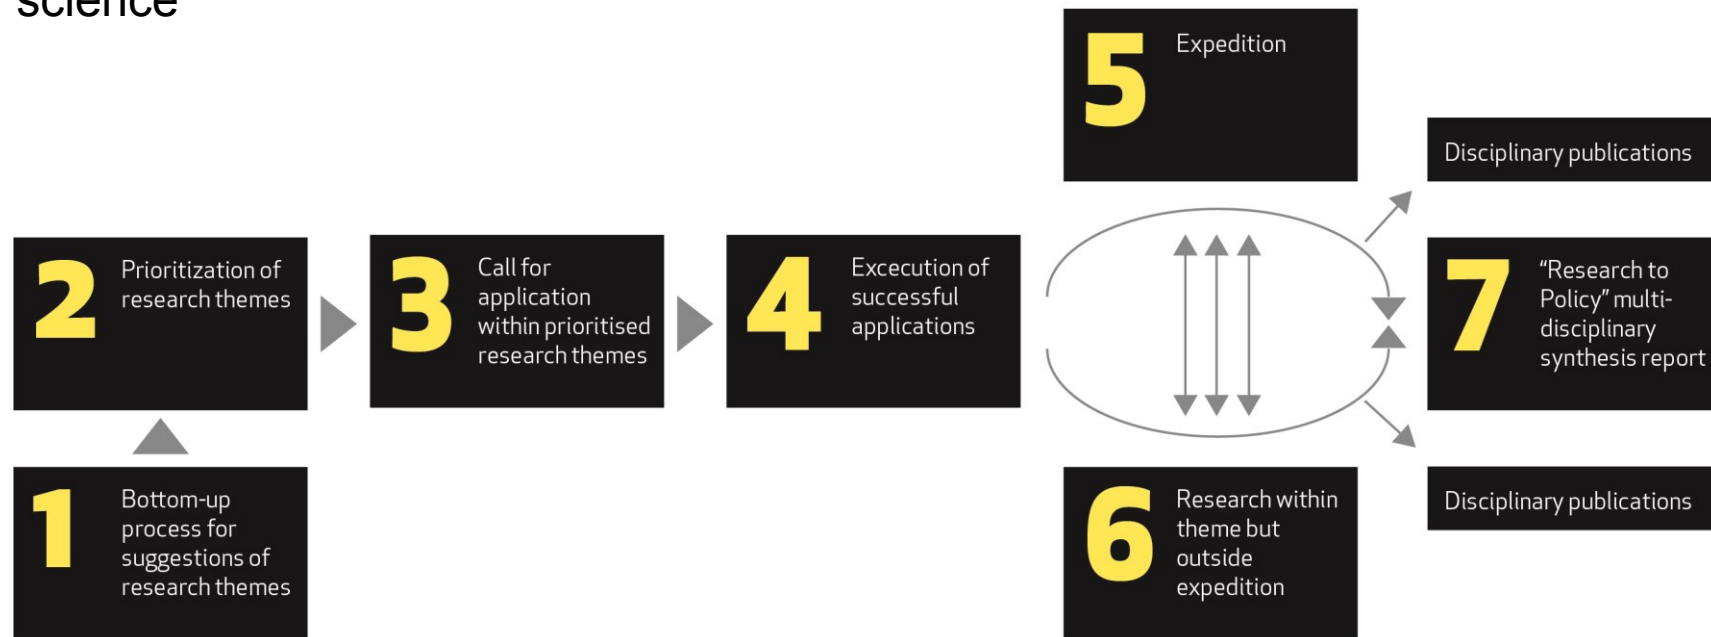 science
1
Bottom-up
process for
suggestions of
research themes
2
Prioritization of
research themes
3
Call for
application
within prioritised
research themes
4
Excecution of
successful
applications
5
Expedition
6
Research within
theme but
outside
expedition
Disciplinary publications
7
“Research to
Policy” multi-
disciplinary
synthesis report
Disciplinary publications